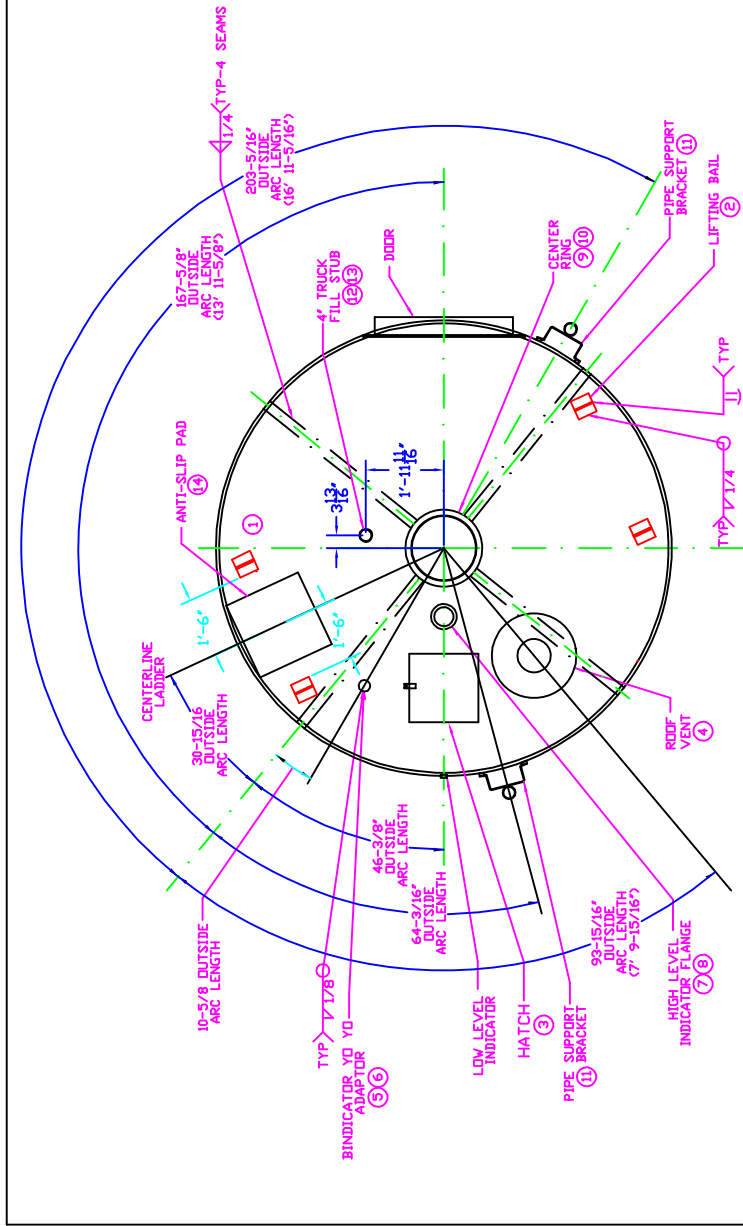 TYP-4 SEAMS
1/4
203-5/16"
OUTSIDE
ARC LENGTH
(16' 11-5/16")
167-5/8"
OUTSIDE
ARC LENGTH
(13' 11-5/8")
4" TRUCK
FILL STUB
12 13
DOOR
CENTER
RING
9 10
PIPE SUPPORT
BRACKET 11
LIFTING BAIL
2
ANTI-SLIP PAD
14
1
3 13/16"
1'-11 11/16"
TYP
TYP 1/4
1'-6"
1'-6"
CENTERLINE
LADDER
30-15/16
OUTSIDE
ARC LENGTH
46-3/8"
OUTSIDE
ARC LENGTH
64-3/16"
OUTSIDE
ARC LENGTH
93-15/16"
OUTSIDE
ARC LENGTH
(7' 9-15/16")
ROOF
VENT
4
10-5/8 OUTSIDE
ARC LENGTH
TYP 1/8
BINDICATOR YO YO
ADAPTOR
5 6
LOW LEVEL
INDICATOR
HATCH
3
PIPE SUPPORT
BRACKET
11
HIGH LEVEL
INDICATOR FLANGE
7 8